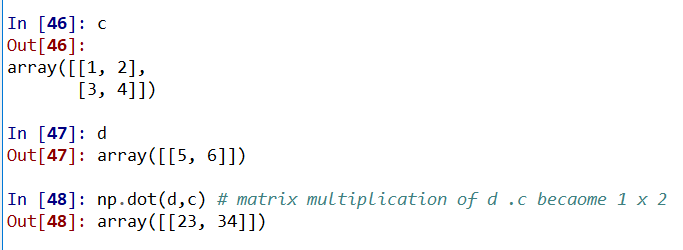 In [46]: c
Out[46]:
array([[1, 2],
       [3, 4]])
In [47]: d
Out[47]: array([[5, 6]])
In [48]: np.dot(d,c) # matrix multiplication of d .c becaome 1 x 2
Out[48]: array([[23, 34]])